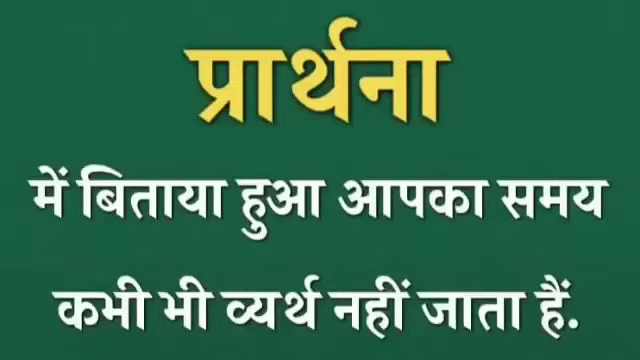 प्रार्थना
में बिताया हुआ आपका समय
कभी भी व्यर्थ नहीं जाता हैं.